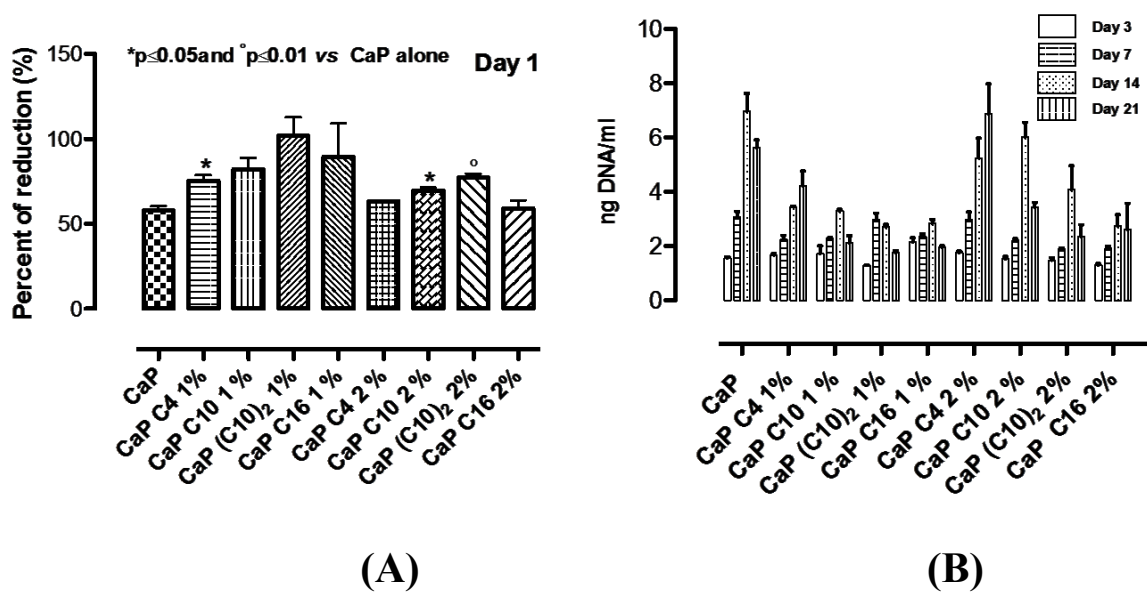 *p≤0.05and °p≤0.01 vs CaP alone
Day 1
Percent of reduction (%)
150
100
50
0
CaP
CaP C4 1%
CaP C10 1 %
CaP (C10)₂ 1%
CaP C16 1 %
CaP C4 2 %
CaP C10 2 %
CaP (C10)₂ 2%
CaP C16 2%
*
*
°
(A)
Day 3
Day 7
Day 14
Day 21
ng DNA/ml
10
8
6
4
2
0
CaP
CaP C4 1%
CaP C10 1 %
CaP (C10)₂ 1%
CaP C16 1 %
CaP C4 2 %
CaP C10 2 %
CaP (C10)₂ 2%
CaP C16 2%
(B)